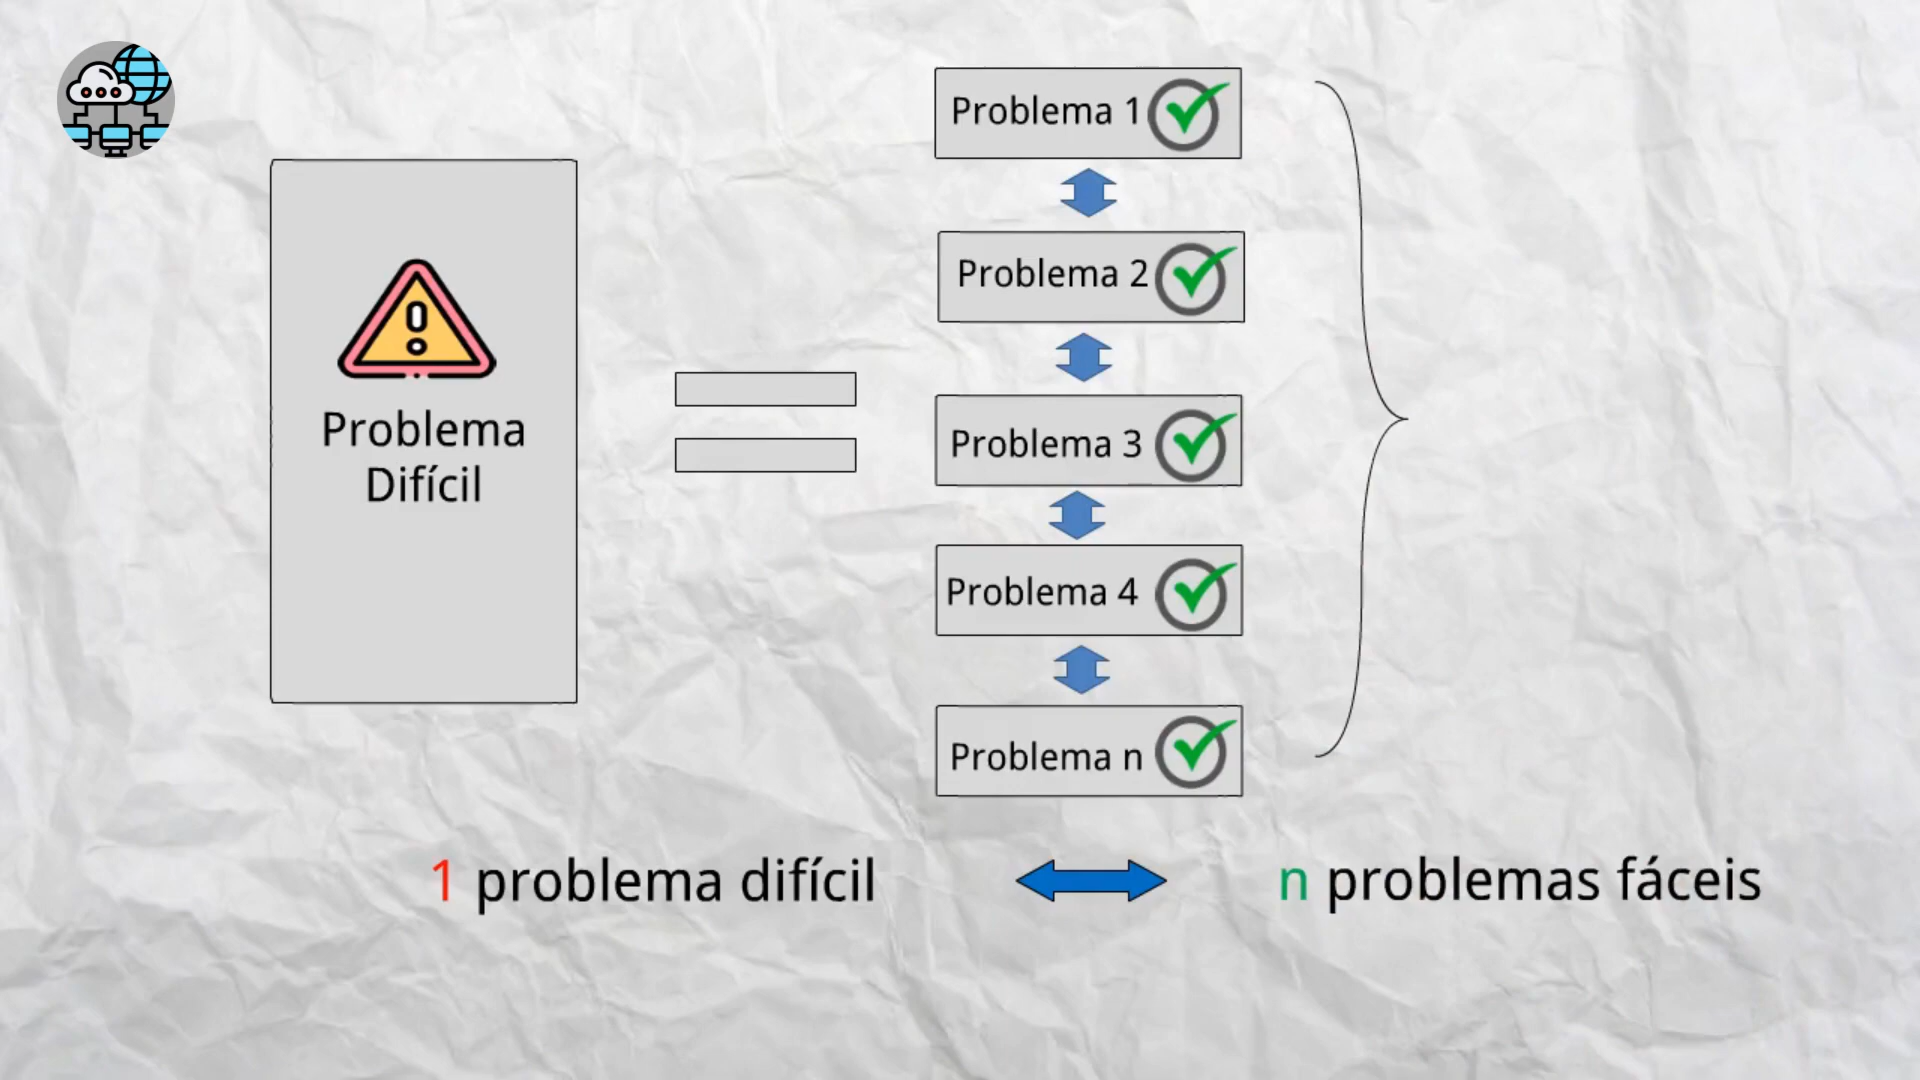 Problema
Difícil
Problema 1
Problema 2
Problema 3
Problema 4
Problema n
1 problema difícil
n problemas fáceis